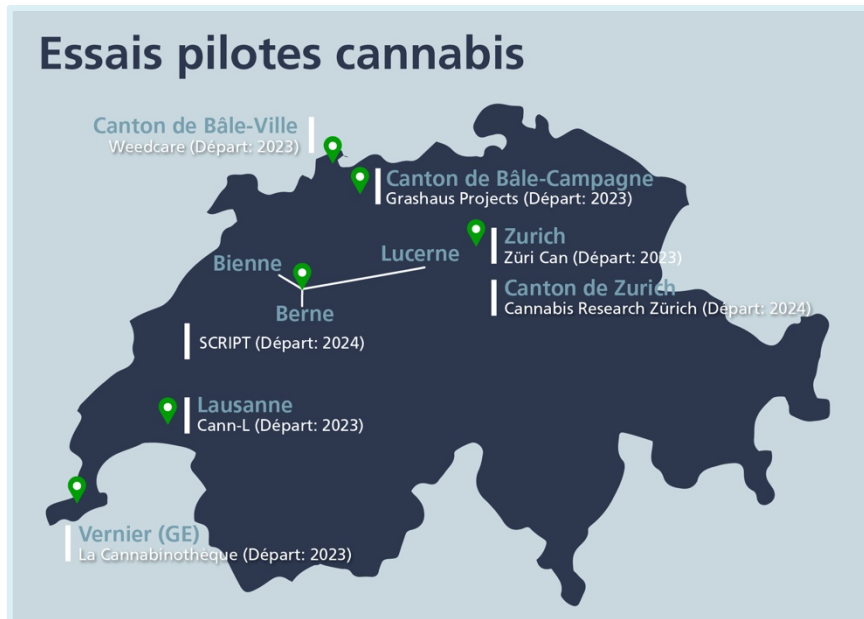 Essais pilotes cannabis
Canton de Bâle-Ville
Weedcare (Départ: 2023)
Canton de Bâle-Campagne
Grashaus Projects (Départ: 2023)
Zurich
Züri Can (Départ: 2023)
Canton de Zurich
Cannabis Research Zürich (Départ: 2024)
Lucerne
Bienne
Berne
SCRIPT (Départ: 2024)
Lausanne
Cann-L (Départ: 2023)
Vernier (GE)
La Cannabinothèque (Départ: 2023)